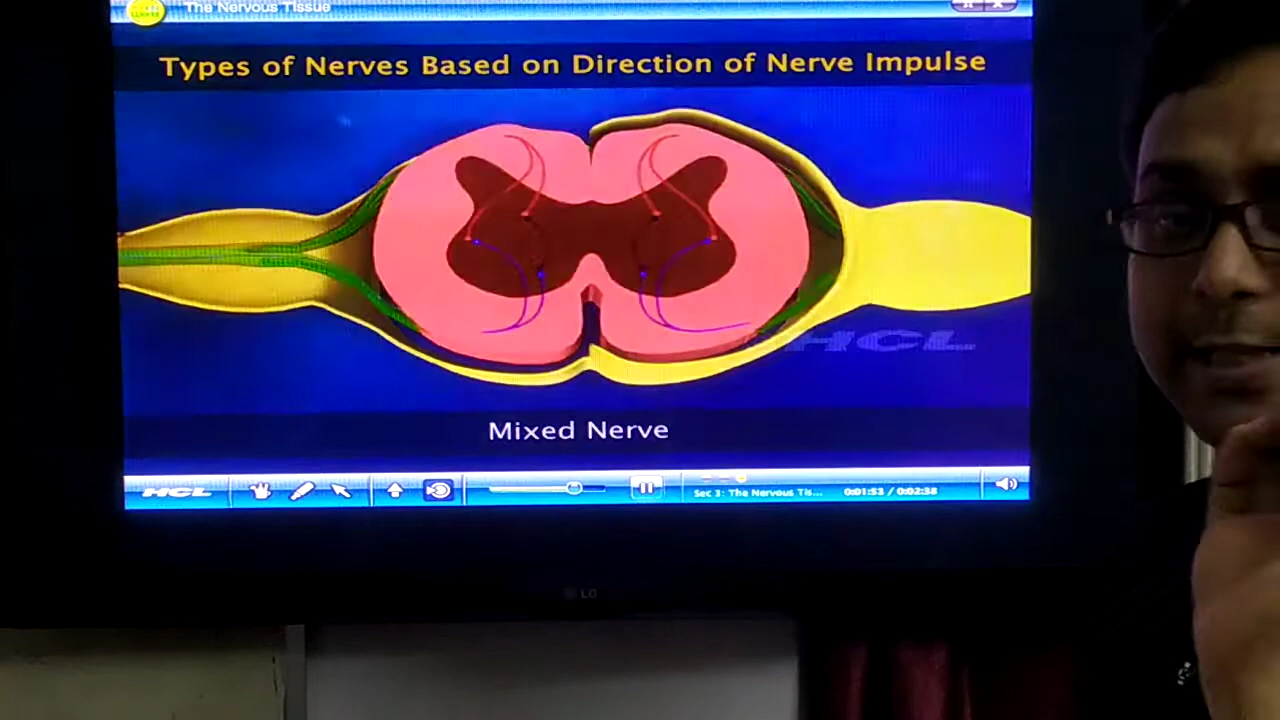 The Nervous Tissue
Types of Nerves Based on Direction of Nerve Impulse
HCL
Mixed Nerve
HCL
Sec 3: The Nervous Tis...
0:01:53 / 0:02:38
LG